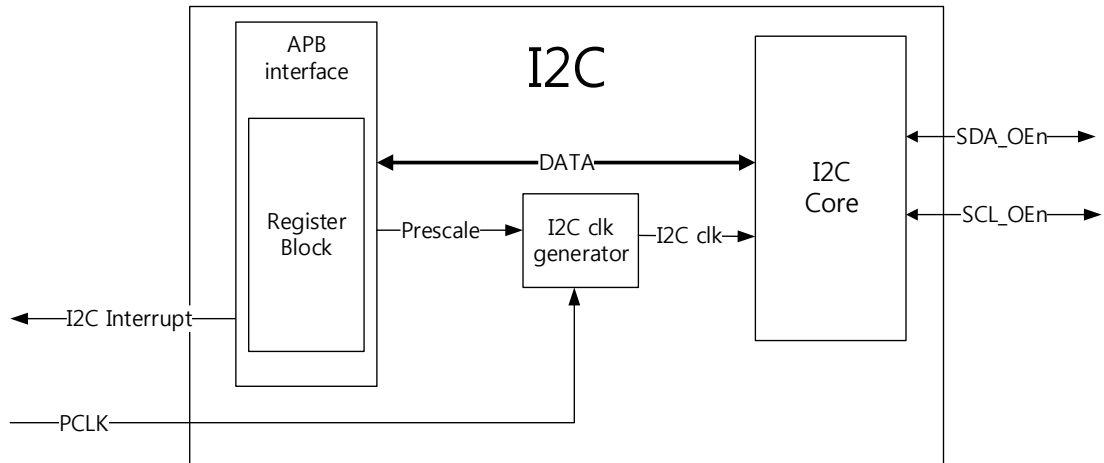 APB
interface
I2C
SDA_OEn
DATA
I2C
Core
Register
Block
Prescale
I2C clk
generator
I2C clk
SCL_OEn
I2C Interrupt
PCLK